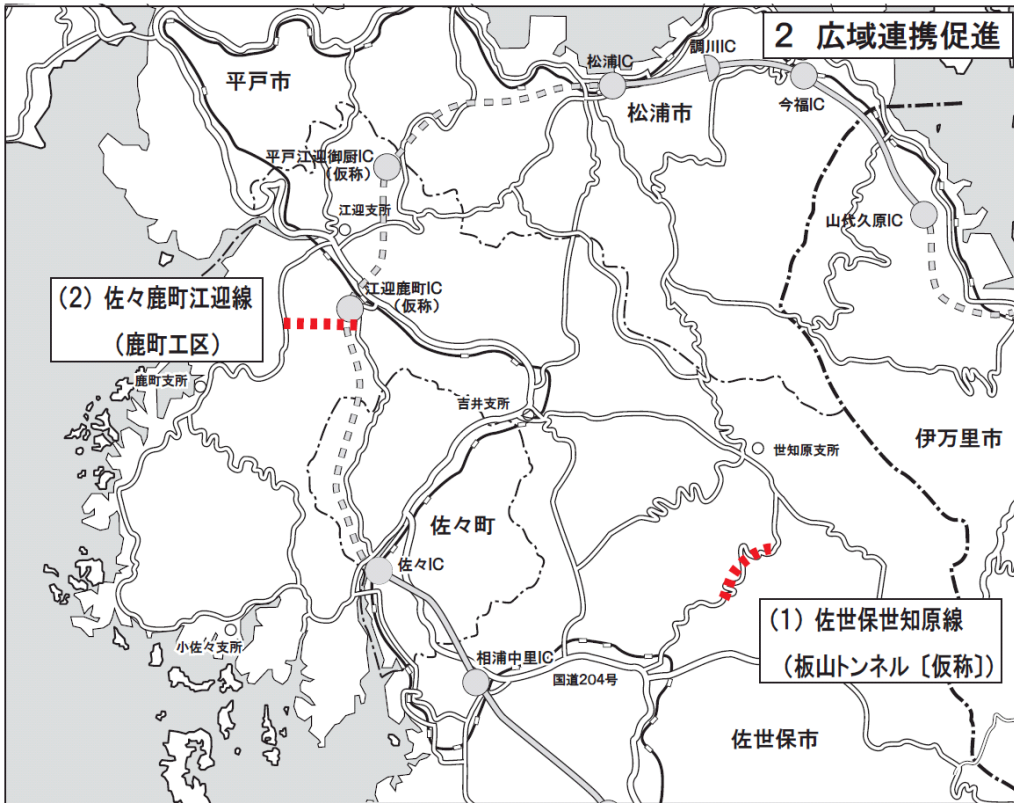 2 広域連携促進
調川IC
松浦IC
今福IC
平戸市
松浦市
平戸江迎御厨IC
(仮称)
江迎支所
山代久原IC
江迎鹿町IC
(仮称)
(2) 佐々鹿町江迎線
(鹿町工区)
鹿町支所
吉井支所
世知原支所
伊万里市
佐々町
佐々IC
(1) 佐世保世知原線
(板山トンネル〔仮称〕)
小佐々支所
相浦中里IC
国道204号
佐世保市